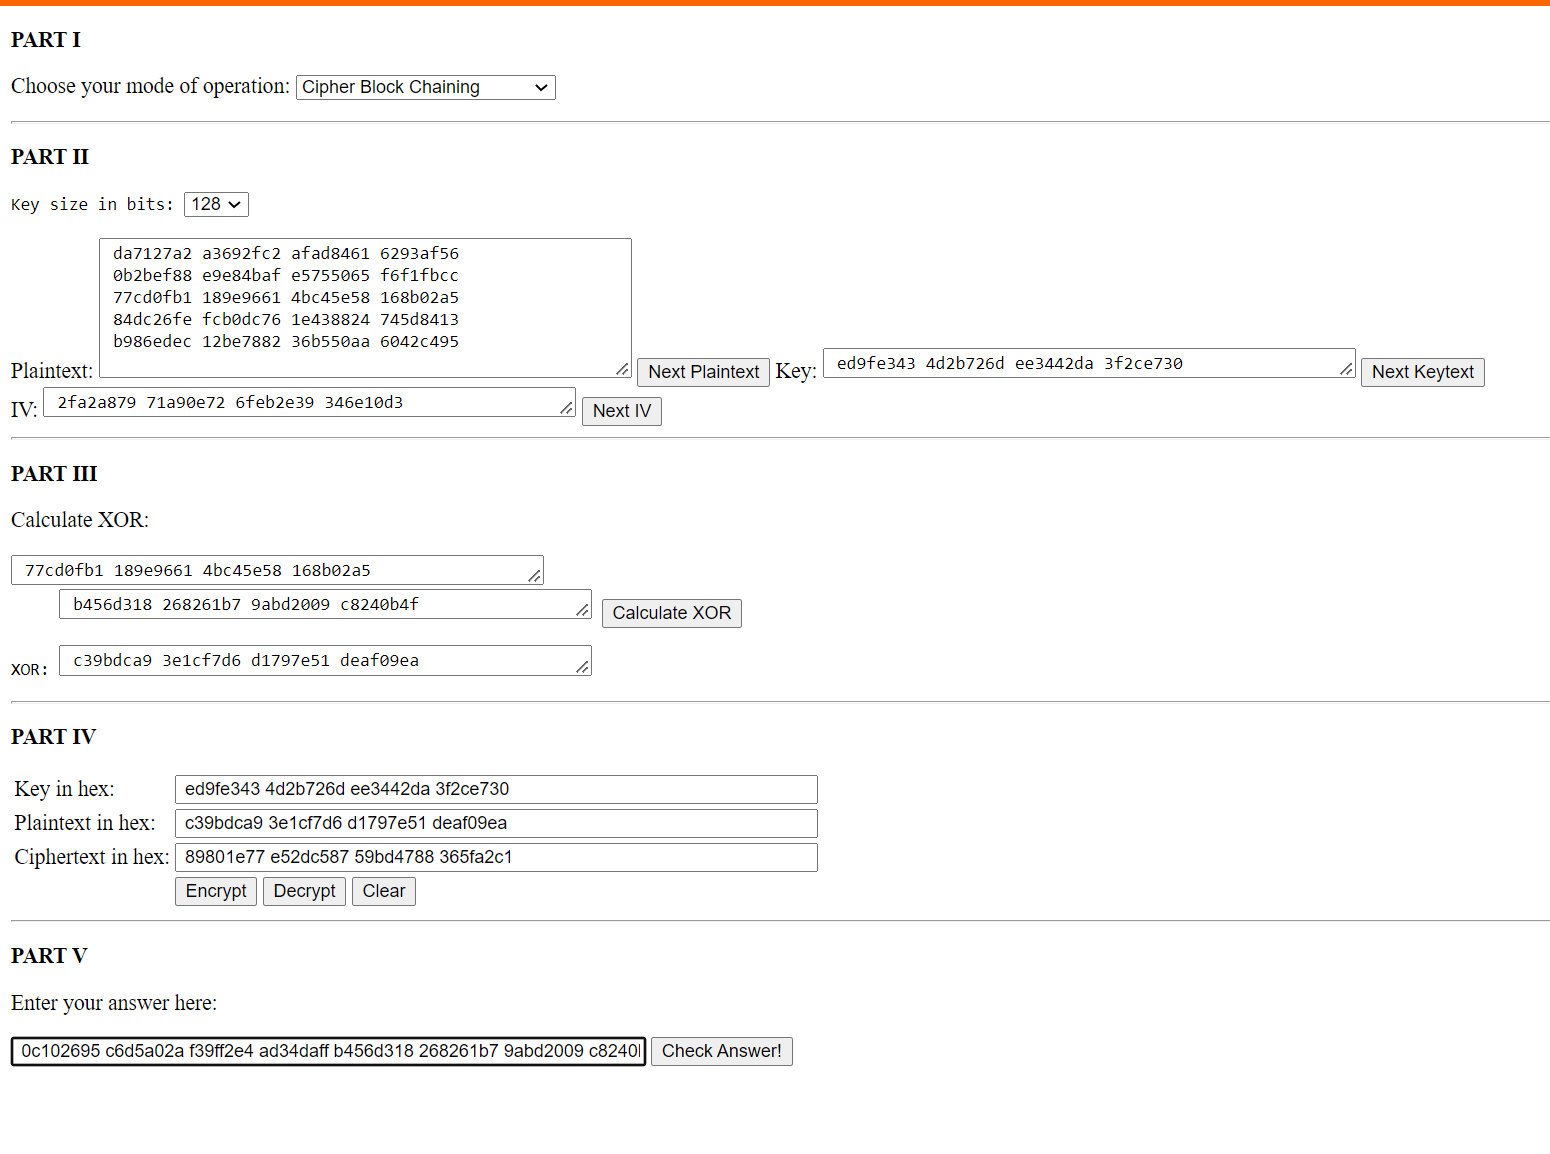 PART I
Choose your mode of operation: Cipher Block Chaining
PART II
Key size in bits: 128
da7127a2 a3692fc2 afad8461 6293af56
0b2bef88 e9e84baf e5755065 f6f1fbcc
77cd0fb1 189e9661 4bc45e58 168b02a5
84dc26fe fcb0dc76 1e438824 745d8413
b986edec 12be7882 36b550aa 6042c495
Plaintext: Next Plaintext Key: ed9fe343 4d2b726d ee3442da 3f2ce730 Next Keytext
IV: 2fa2a879 71a90e72 6feb2e39 346e10d3 Next IV
PART III
Calculate XOR:
77cd0fb1 189e9661 4bc45e58 168b02a5
b456d318 268261b7 9abd2009 c8240b4f Calculate XOR
XOR: c39bdca9 3e1cf7d6 d1797e51 deaf09ea
PART IV
Key in hex: ed9fe343 4d2b726d ee3442da 3f2ce730
Plaintext in hex: c39bdca9 3e1cf7d6 d1797e51 deaf09ea
Ciphertext in hex: 89801e77 e52dc587 59bd4788 365fa2c1
Encrypt Decrypt Clear
PART V
Enter your answer here:
0c102695 c6d5a02a f39ff2e4 ad34daff b456d318 268261b7 9abd2009 c8240 Check Answer!